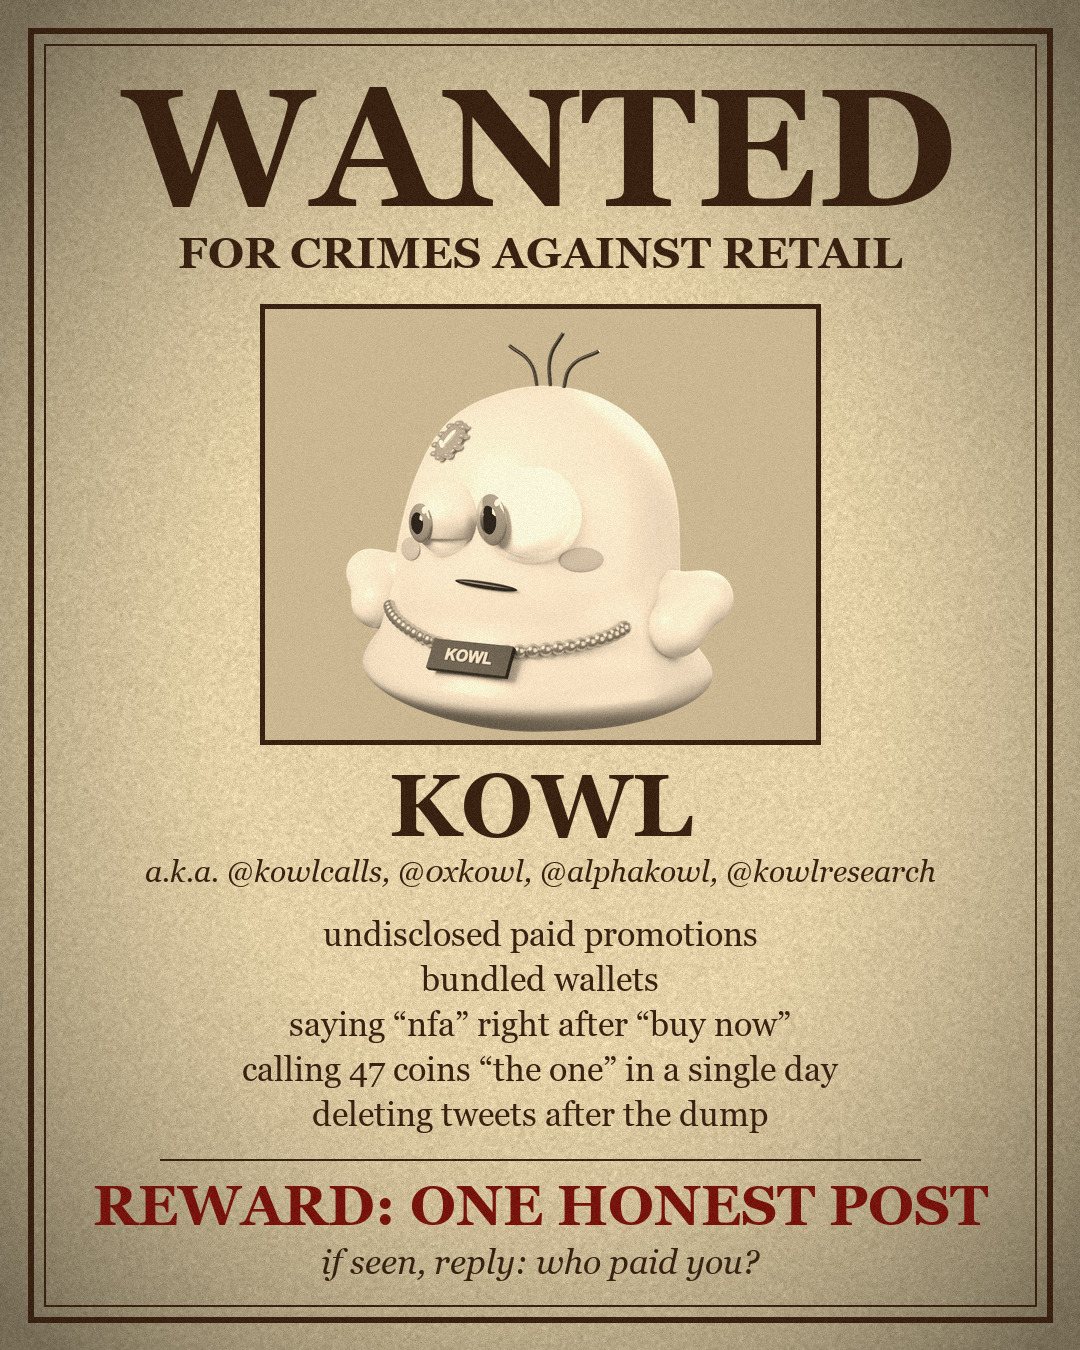 WANTED
FOR CRIMES AGAINST RETAIL
KOWL
KOWL
a.k.a. @kowlcalls, @0xkowl, @alphakowl, @kowlresearch
undisclosed paid promotions
bundled wallets
saying “nfa” right after “buy now”
calling 47 coins “the one” in a single day
deleting tweets after the dump
REWARD: ONE HONEST POST
if seen, reply: who paid you?